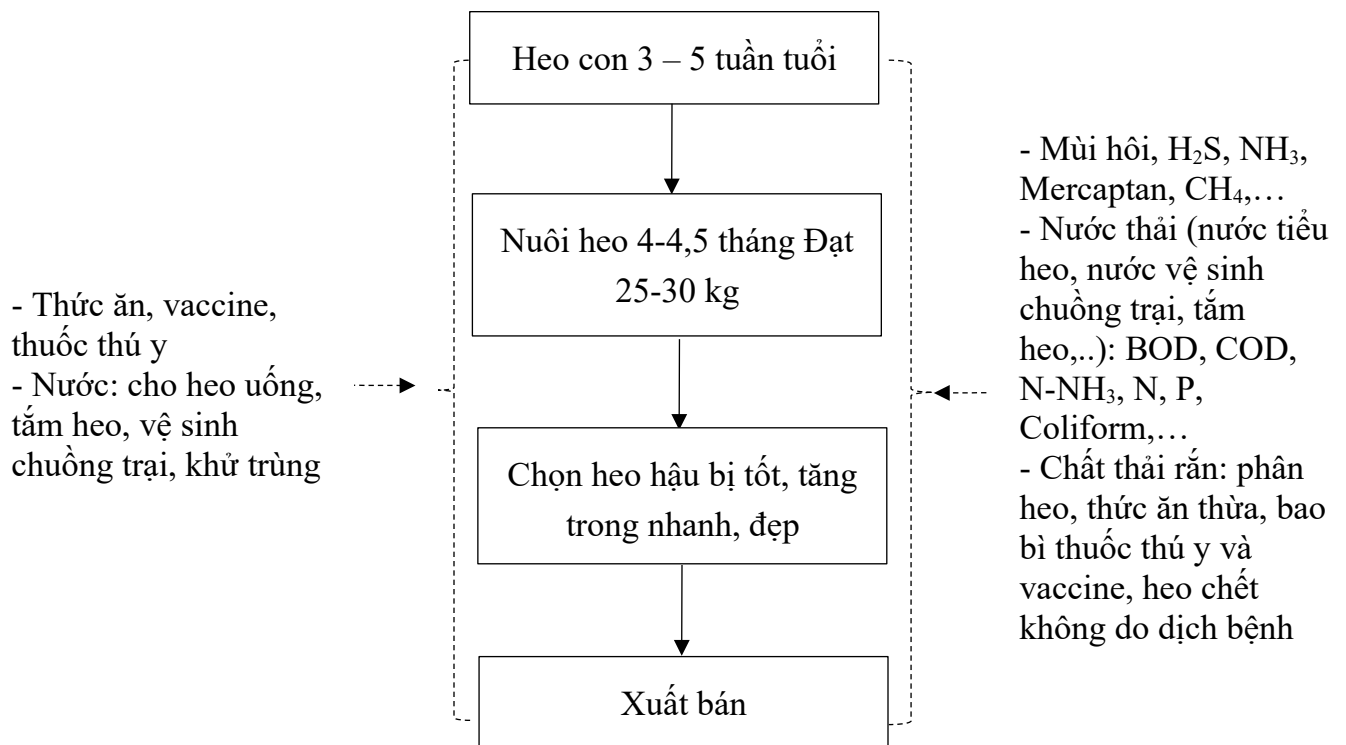 Heo con 3 – 5 tuần tuổi
Nuôi heo 4-4,5 tháng Đạt
25-30 kg
Chọn heo hậu bị tốt, tăng
trong nhanh, đẹp
Xuất bán
- Thức ăn, vaccine,
thuốc thú y
- Nước: cho heo uống,
tắm heo, vệ sinh
chuồng trại, khử trùng
- Mùi hôi, H₂S, NH₃,
Mercaptan, CH₄,…
- Nước thải (nước tiểu
heo, nước vệ sinh
chuồng trại, tắm
heo,..): BOD, COD,
N-NH₃, N, P,
Coliform,…
- Chất thải rắn: phân
heo, thức ăn thừa, bao
bì thuốc thú y và
vaccine, heo chết
không do dịch bệnh